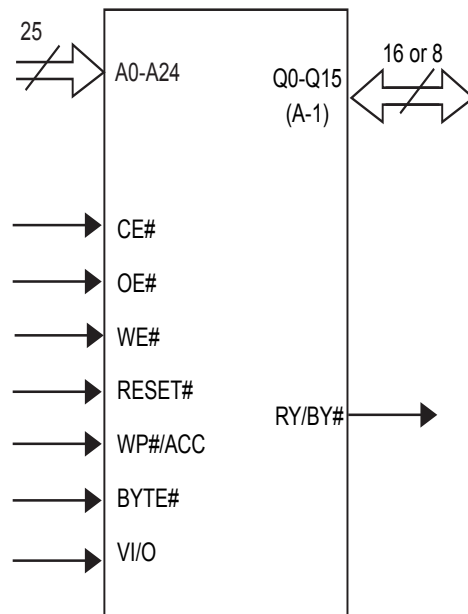 25
A0-A24
16 or 8
Q0-Q15
(A-1)
CE#
OE#
WE#
RESET#
RY/BY#
WP#/ACC
BYTE#
VI/O